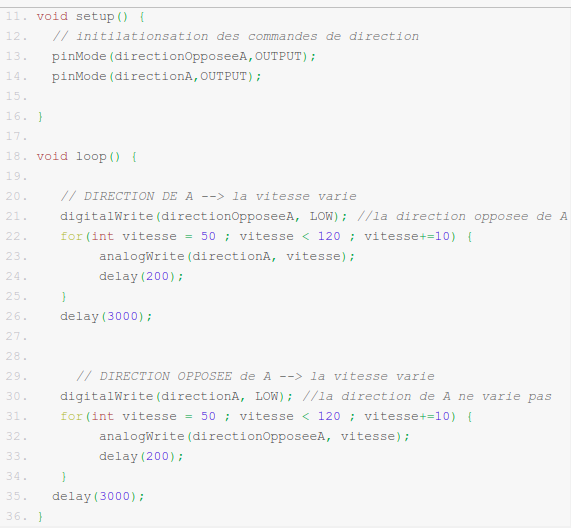 11. void setup() {
12. // initilationsation des commandes de direction
13. pinMode(directionOpposeeA,OUTPUT);
14. pinMode(directionA,OUTPUT);
15.
16. }
17.
18. void loop() {
19.
20. // DIRECTION DE A --> la vitesse varie
21. digitalWrite(directionOpposeeA, LOW); //la direction opposee de A
22. for(int vitesse = 50 ; vitesse < 120 ; vitesse+=10) {
23. analogWrite(directionA, vitesse);
24. delay(200);
25. }
26. delay(3000);
27.
28.
29. // DIRECTION OPPOSEE de A --> la vitesse varie
30. digitalWrite(directionA, LOW); //la direction de A ne varie pas
31. for(int vitesse = 50 ; vitesse < 120 ; vitesse+=10) {
32. analogWrite(directionOpposeeA, vitesse);
33. delay(200);
34. }
35. delay(3000);
36. }